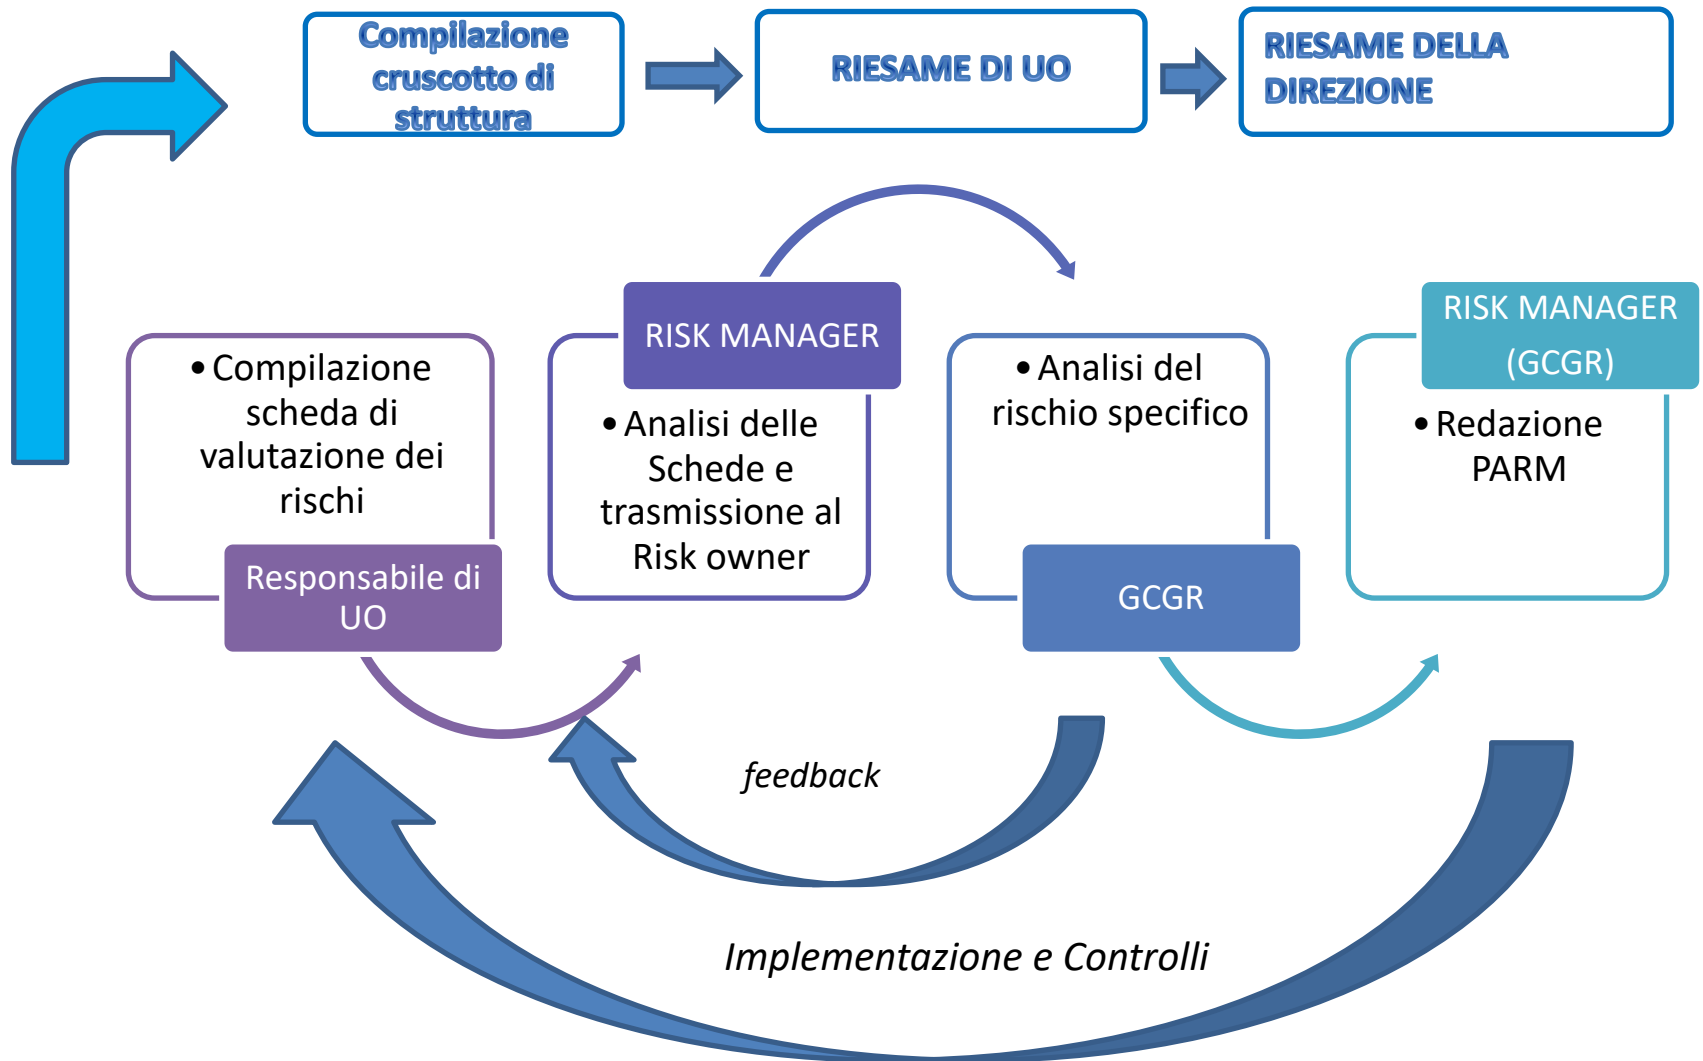 Compilazione
cruscotto di
struttura
RIESAME DI UO
RIESAME DELLA
DIREZIONE
•Compilazione
scheda di
valutazione dei
rischi
Responsabile di
UO
RISK MANAGER
•Analisi delle
Schede e
trasmissione al
Risk owner
•Analisi del
rischio specifico
GCGR
RISK MANAGER
(GCGR)
•Redazione
PARM
feedback
Implementazione e Controlli